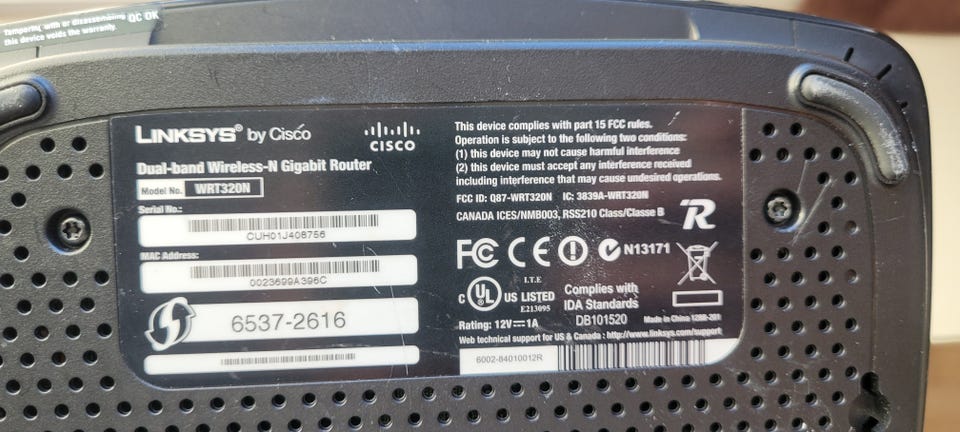 Tampering with or disassembling
this device voids the warranty.
QC OK
LINKSYS® by Cisco
CISCO
Dual-band Wireless-N Gigabit Router
Model No. WRT320N
Serial No.:
CUH01J408756
MAC Address:
0023699A396C
6537-2616
This device complies with part 15 FCC rules.
Operation is subject to the following two conditions:
(1) this device may not cause harmful interference
(2) this device must accept any interference received
including interference that may cause undesired operations.
FCC ID: Q87-WRT320N IC: 3839A-WRT320N
CANADA ICES/NMB003, RSS210 Class/Classe B
R
FC CE N13171
I.T.E
C UL US LISTED
E213095
Complies with
IDA Standards
DB101520
Rating: 12V⎓1A
Made in China 128B-201
Web technical support for US & Canada : http://www.linksys.com/support
6002-84010012R